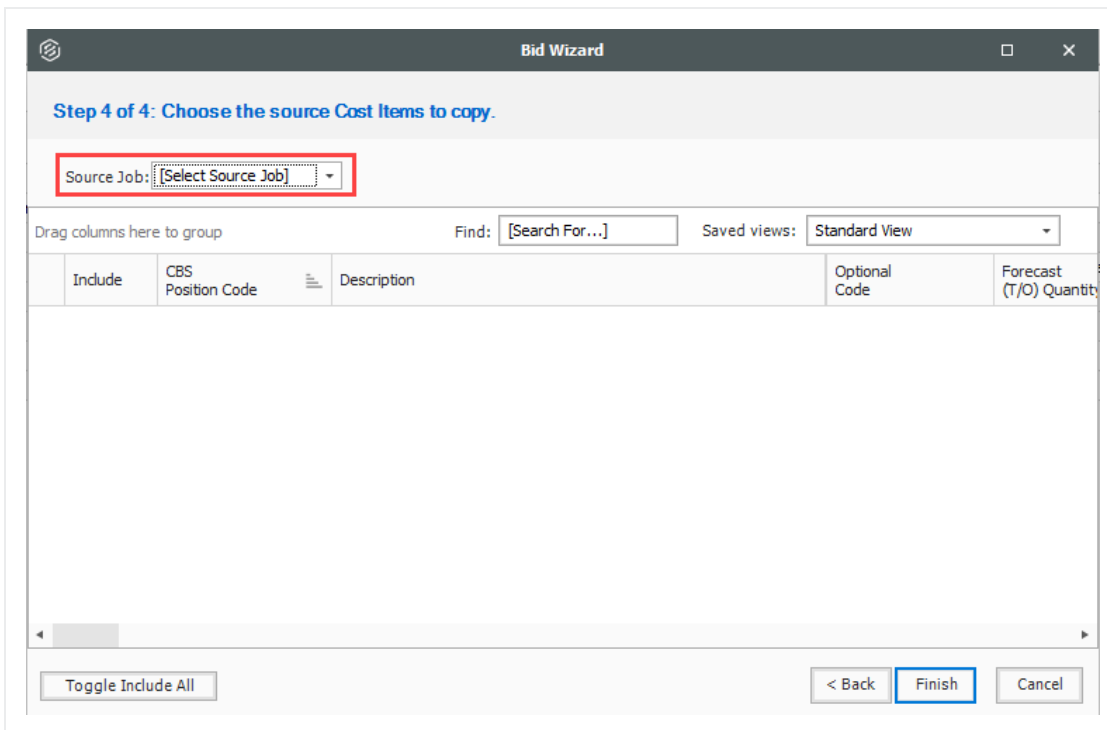 Bid Wizard
Step 4 of 4: Choose the source Cost Items to copy.
Source Job: [Select Source Job]
Drag columns here to group Find: [Search For...] Saved views: Standard View
Include CBS Position Code Description Optional Code Forecast (T/O) Quantity
Toggle Include All < Back Finish Cancel